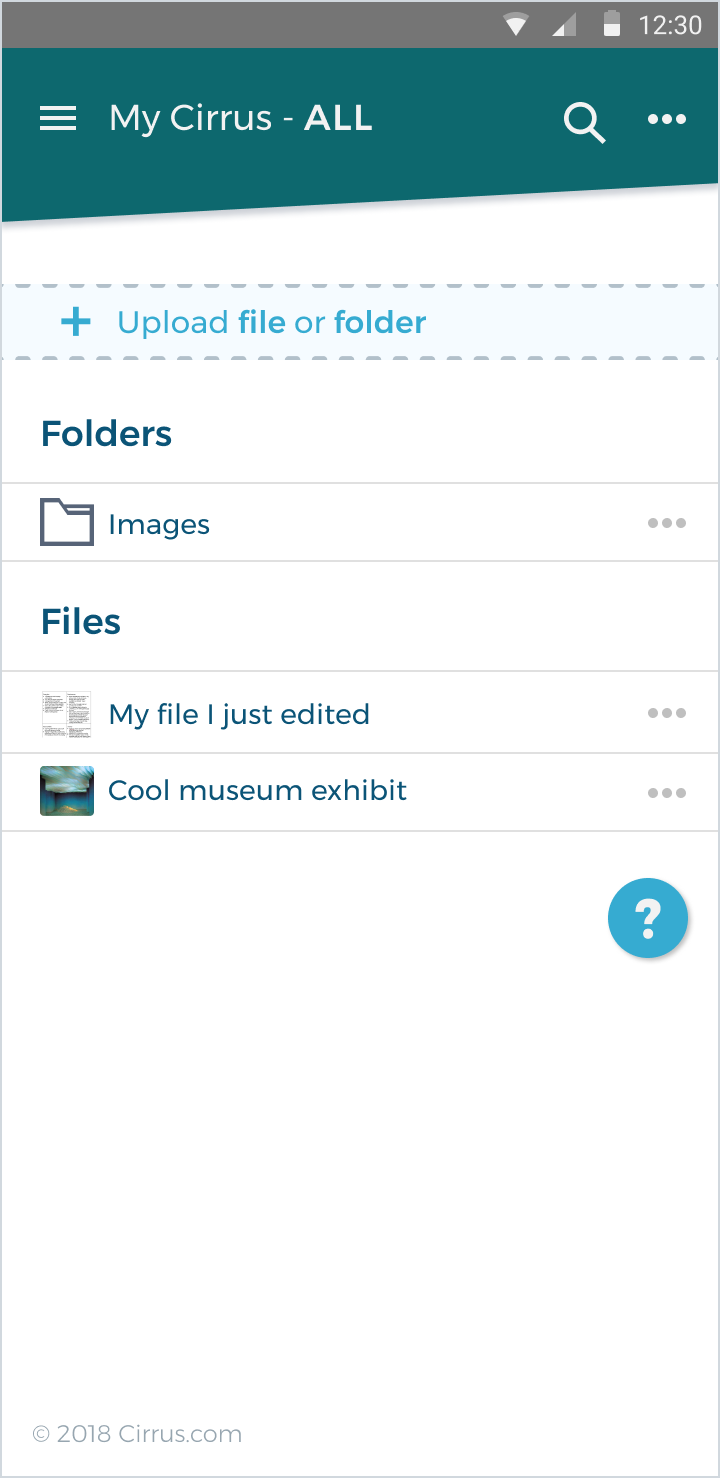 12:30
My Cirrus - ALL
+ Upload file or folder
Folders
Images
Files
My file I just edited
Cool museum exhibit
?
© 2018 Cirrus.com